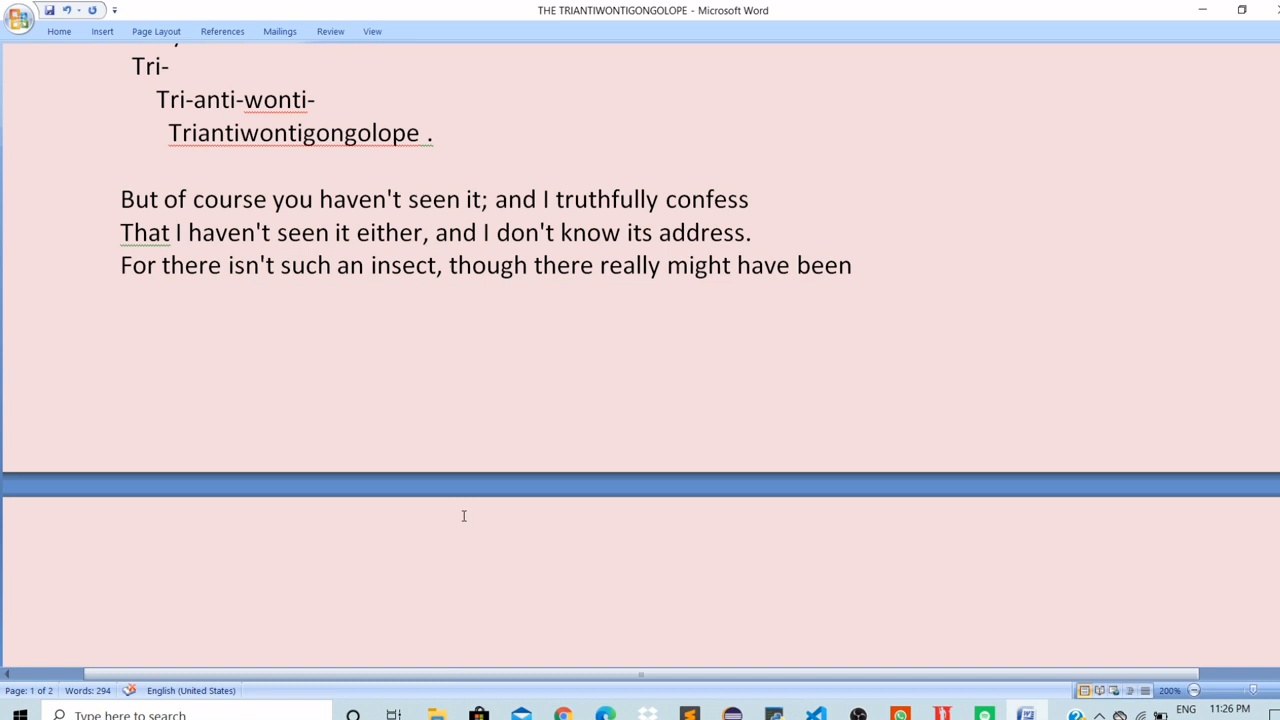 THE TRIANTIWONTIGONGOLOPE - Microsoft Word
Home Insert Page Layout References Mailings Review View
Tri-
Tri-anti-wonti-
Triantiwontigongolope .
But of course you haven't seen it; and I truthfully confess
That I haven't seen it either, and I don't know its address.
For there isn't such an insect, though there really might have been
Page: 1 of 2 Words: 294 English (United States) 200%
Type here to search ENG 11:26 PM